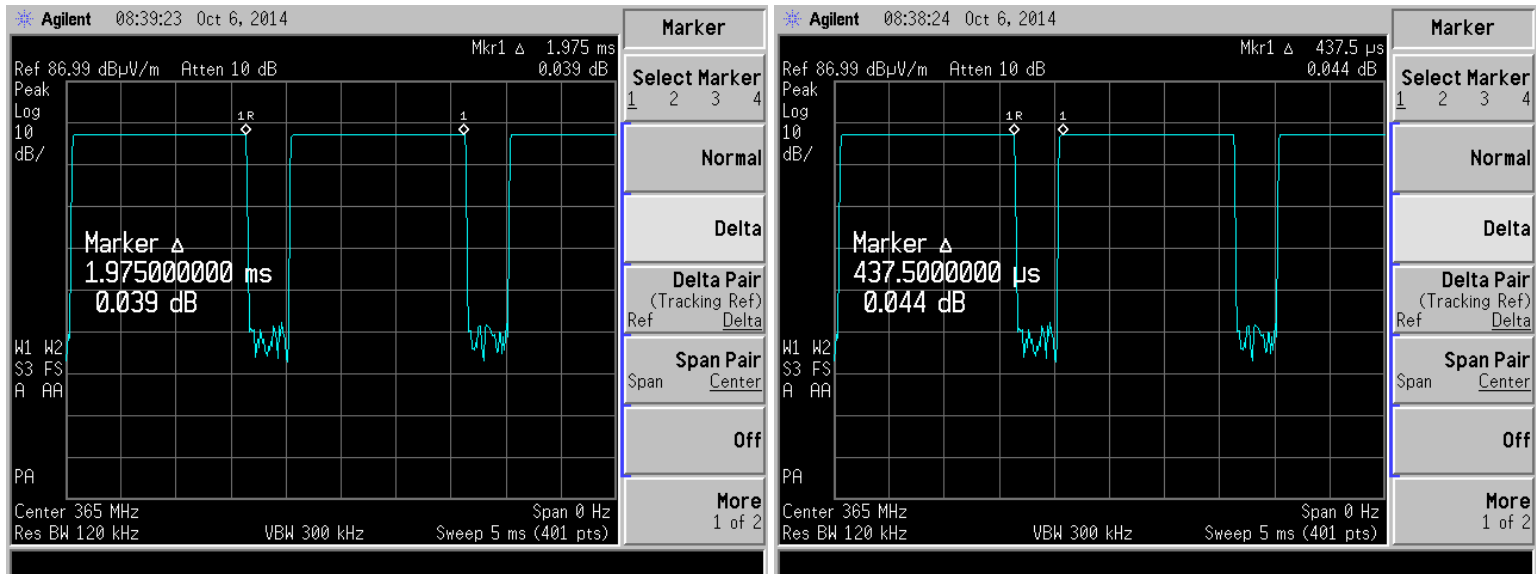 Agilent 08:39:23 Oct 6, 2014
Marker
Mkr1 Δ 1.975 ms
Ref 86.99 dBµV/m Atten 10 dB 0.039 dB
Peak
Log
10
dB/
1R
1
Marker Δ
1.975000000 ms
0.039 dB
W1 W2
S3 FS
A AA
PA
Center 365 MHz Span 0 Hz
Res BW 120 kHz VBW 300 kHz Sweep 5 ms (401 pts)
Select Marker
1 2 3 4
Normal
Delta
Delta Pair
(Tracking Ref)
Ref Delta
Span Pair
Span Center
Off
More
1 of 2
Agilent 08:38:24 Oct 6, 2014
Marker
Mkr1 Δ 437.5 µs
Ref 86.99 dBµV/m Atten 10 dB 0.044 dB
Peak
Log
10
dB/
1R
1
Marker Δ
437.5000000 µs
0.044 dB
W1 W2
S3 FS
A AA
PA
Center 365 MHz Span 0 Hz
Res BW 120 kHz VBW 300 kHz Sweep 5 ms (401 pts)
Select Marker
1 2 3 4
Normal
Delta
Delta Pair
(Tracking Ref)
Ref Delta
Span Pair
Span Center
Off
More
1 of 2